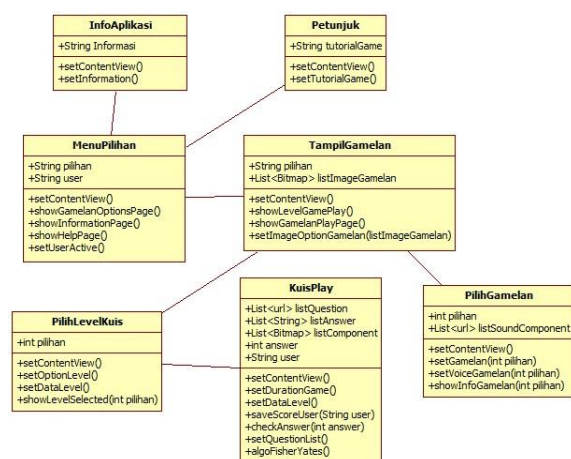 InfoAplikasi
+String Informasi
+setContentView()
+setInformation()
Petunjuk
+String tutorialGame
+setContentView()
+setTutorialGame()
MenuPilihan
+String pilihan
+String user
+setContentView()
+showGamelanOptionsPage()
+showInformationPage()
+showHelpPage()
+setUserActive()
TampilGamelan
+String pilihan
+List<Bitmap> listImageGamelan
+setContentView()
+showLevelGamePlay()
+showGamelanPlayPage()
+setImageOptionGamelan(listImageGamelan)
PilihLevelKuis
+int pilihan
+setContentView()
+setOptionLevel()
+setDataLevel()
+showLevelSelected(int pilihan)
KuisPlay
+List<url> listQuestion
+List<String> listAnswer
+List<Bitmap> listComponent
+int answer
+String user
+setContentView()
+setDurationGame()
+setDataLevel()
+saveScoreUser(String user)
+checkAnswer(int answer)
+setQuestionList()
+algoFisherYates()
PilihGamelan
+int pilihan
+List<url> listSoundComponent
+setContentView()
+setGamelan(int pilihan)
+setVoiceGamelan(int pilihan)
+showInfoGamelan(int pilihan)